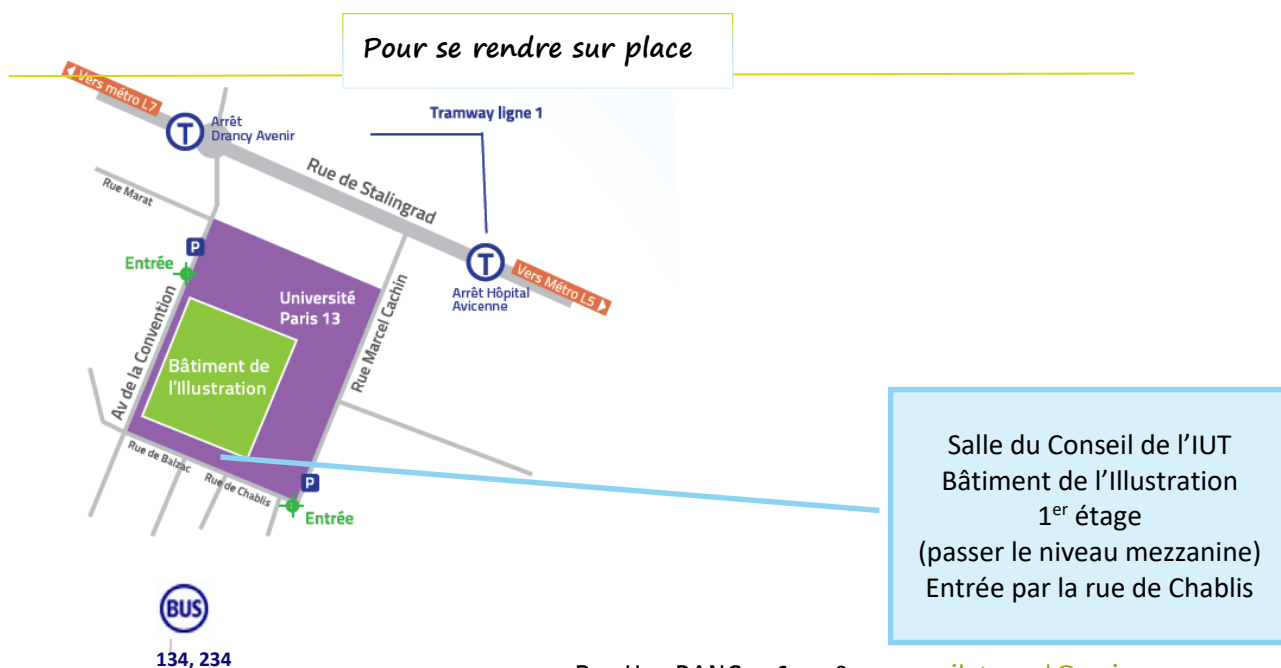 Pour se rendre sur place
Vers métro L7
Arrêt
Drancy Avenir
Tramway ligne 1
Rue de Stalingrad
Rue Marat
P
Entrée
T
T
Vers Métro L5
Arrêt Hôpital
Avicenne
Université
Paris 13
Rue Marcel Cachin
Av de la Convention
Bâtiment de
l'Illustration
Rue de Balzac
Rue de Chablis
P
Entrée
Salle du Conseil de l'IUT
Bâtiment de l'Illustration
1er étage
(passer le niveau mezzanine)
Entrée par la rue de Chablis
BUS
134, 234